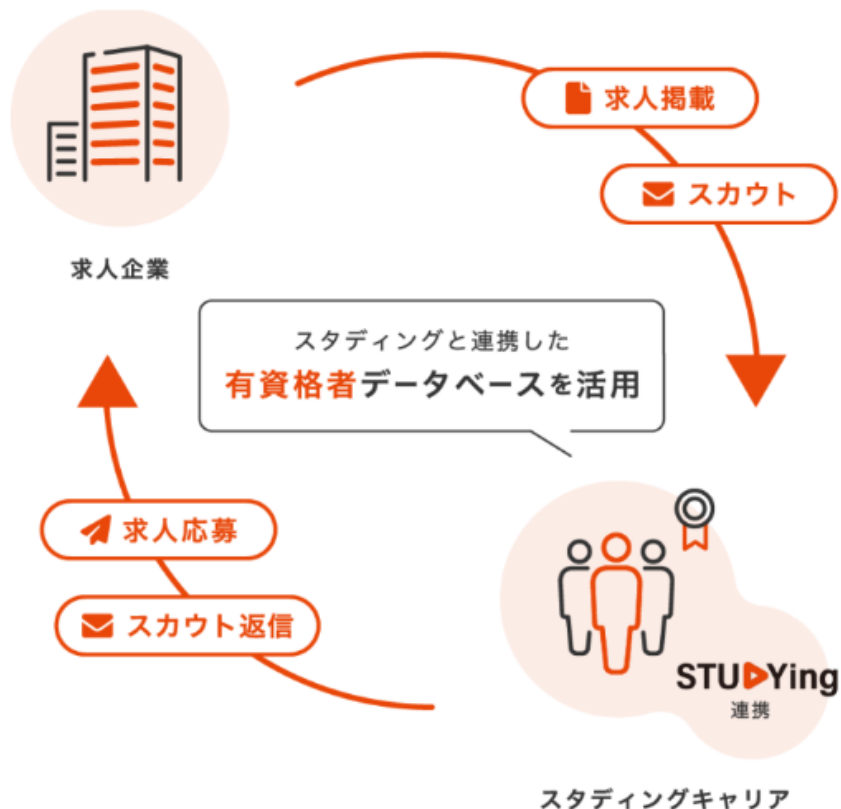 求人掲載
スカウト
求人企業
スタディングと連携した
有資格者データベースを活用
求人応募
スカウト返信
STUDYing
連携
スタディングキャリア